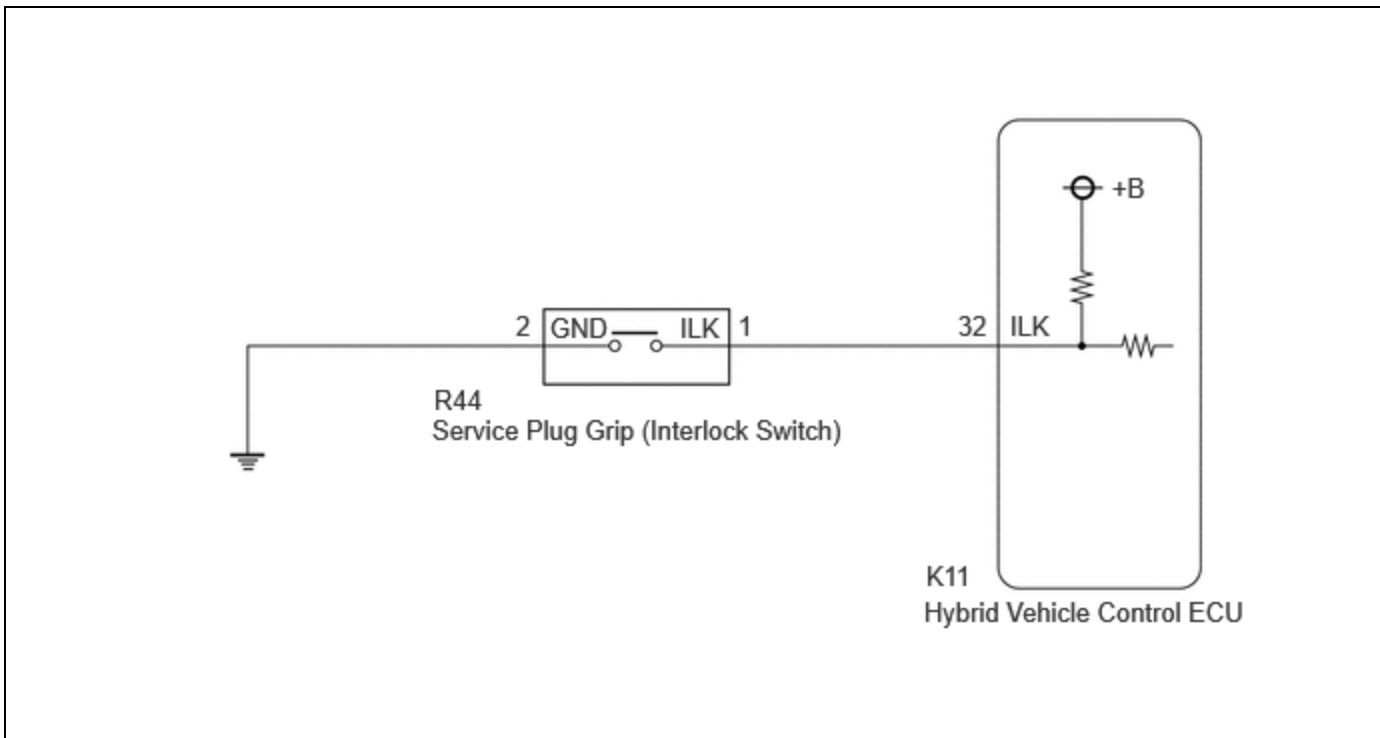 +B
2 GND ILK 1
32 ILK
R44
Service Plug Grip (Interlock Switch)
K11
Hybrid Vehicle Control ECU